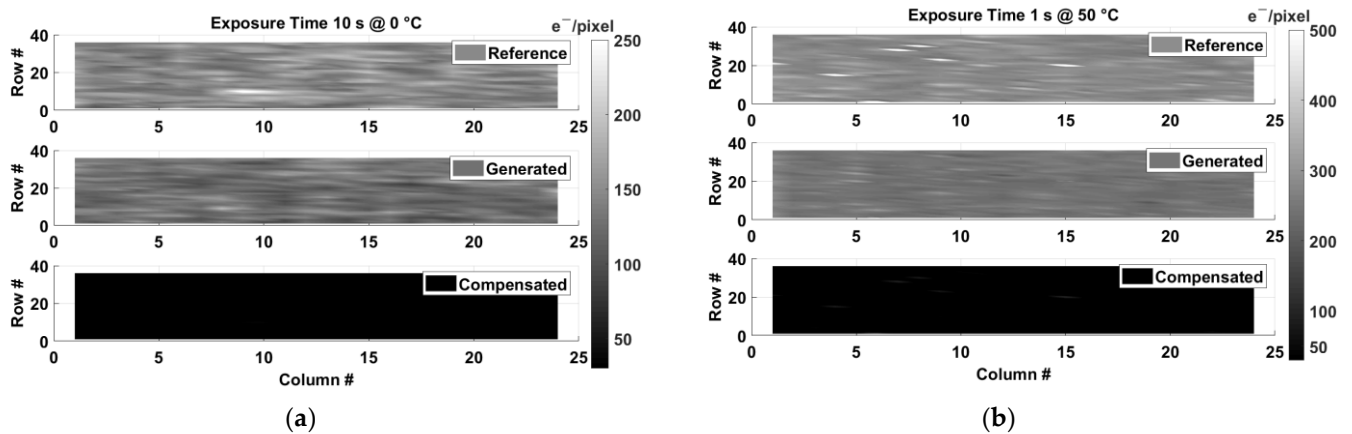 Exposure Time 10 s @ 0 °C
e⁻/pixel
Row #
40
20
0
Reference
0 5 10 15 20 25
Row #
40
20
0
Generated
0 5 10 15 20 25
Row #
40
20
0
Compensated
0 5 10 15 20 25
Column #
250
200
150
100
50
(a)
Exposure Time 1 s @ 50 °C
e⁻/pixel
Row #
40
20
0
Reference
0 5 10 15 20 25
Row #
40
20
0
Generated
0 5 10 15 20 25
Row #
40
20
0
Compensated
0 5 10 15 20 25
Column #
500
400
300
200
100
50
(b)